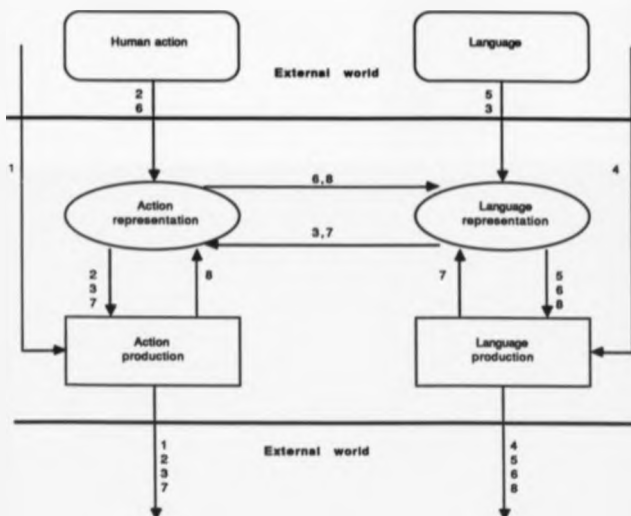 Human action
Language
External world
2
6
5
3
1
4
6,8
Action
representation
Language
representation
3,7
2
3
7
8
7
5
6
8
Action
production
Language
production
External world
1
2
3
7
4
5
6
8